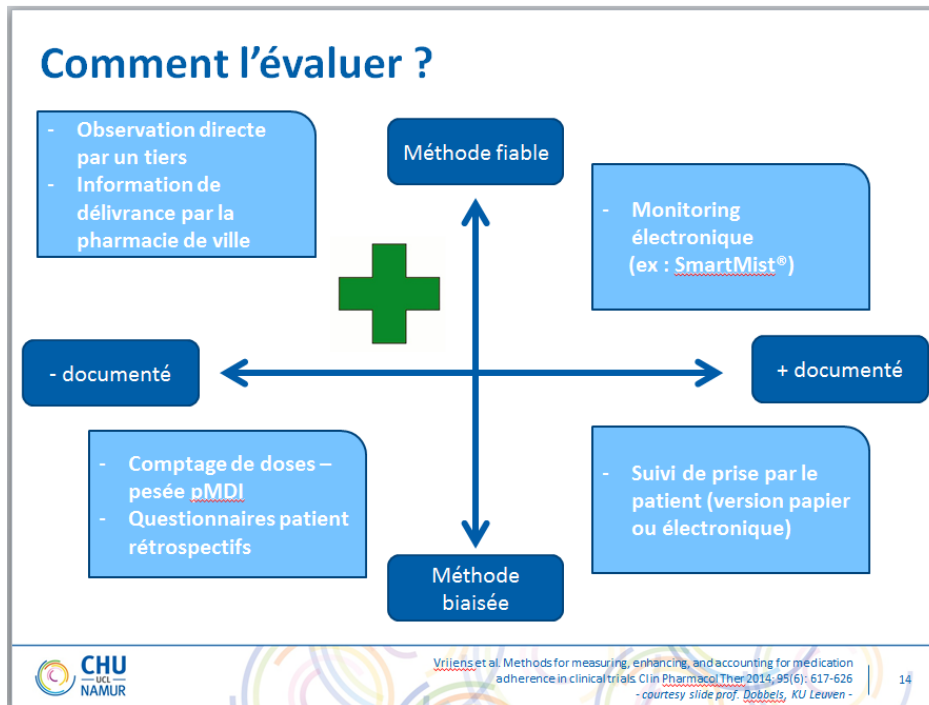 Comment l'évaluer ?
- Observation directe
par un tiers
- Information de
délivrance par la
pharmacie de ville
Méthode fiable
- Monitoring
électronique
(ex : SmartMist®)
- documenté
+ documenté
- Comptage de doses –
pesée pMDI
- Questionnaires patient
rétrospectifs
- Suivi de prise par le
patient (version papier
ou électronique)
Méthode
biaisée
CHU
UCL
NAMUR
Vrijens et al. Methods for measuring, enhancing, and accounting for medication
adherence in clinical trials. Clin Pharmacol Ther 2014; 95(6): 617-626
- courtesy slide prof. Dobbels, KU Leuven -
14